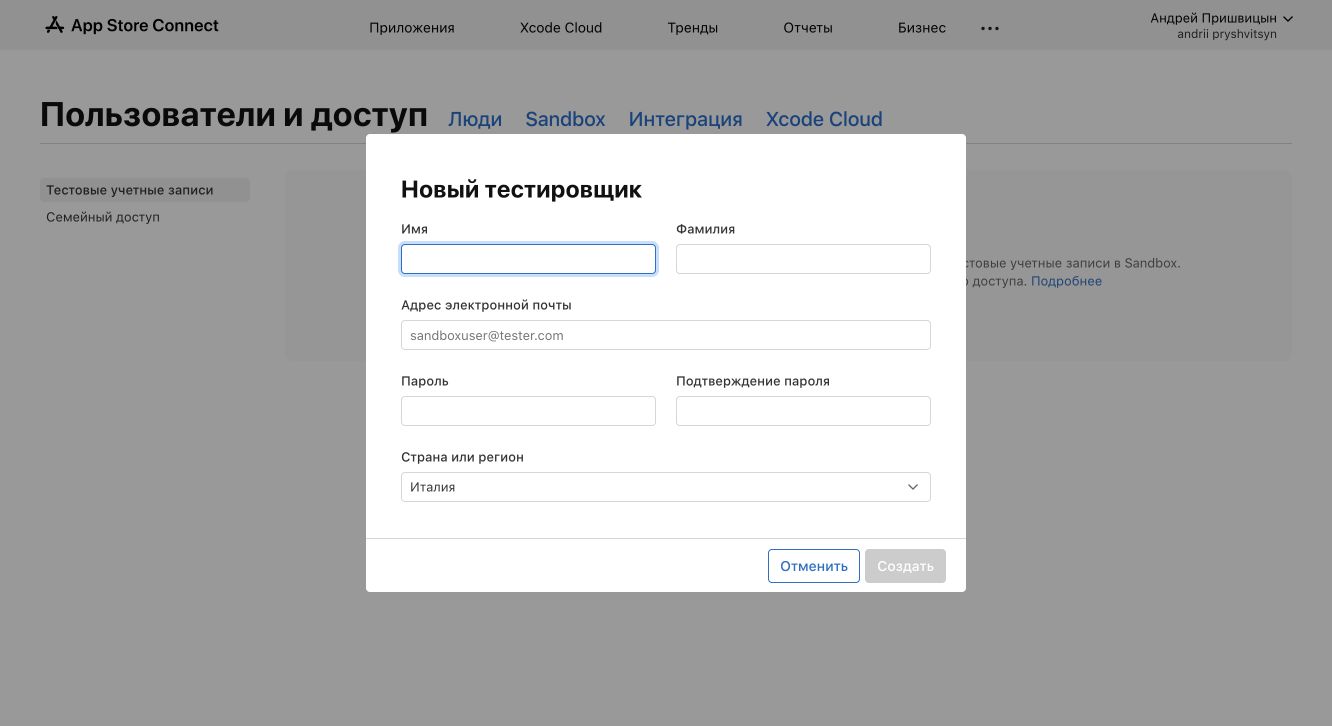 App Store Connect
Приложения
Xcode Cloud
Тренды
Отчеты
Бизнес
Андрей Пришвицын
andrii pryshvitsyn
Пользователи и доступ
Люди
Sandbox
Интеграция
Xcode Cloud
Тестовые учетные записи
Семейный доступ
стовые учетные записи в Sandbox.
о доступа. Подробнее
Новый тестировщик
Имя
Фамилия
Адрес электронной почты
sandboxuser@tester.com
Пароль
Подтверждение пароля
Страна или регион
Италия
Отменить
Создать